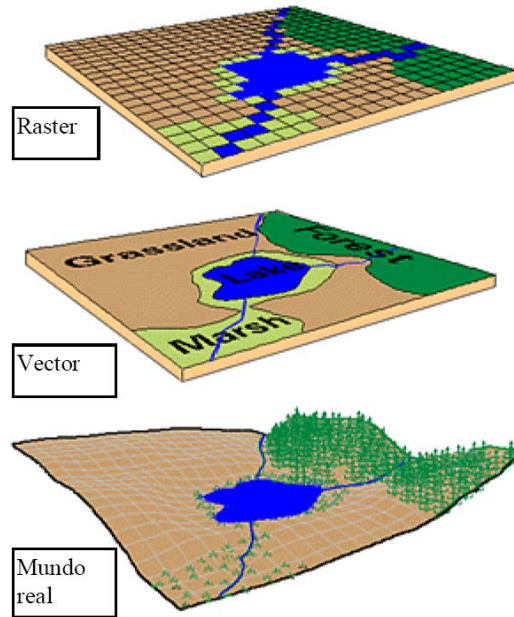 Raster
Grassland
Forest
Lake
Marsh
Vector
Mundo
real